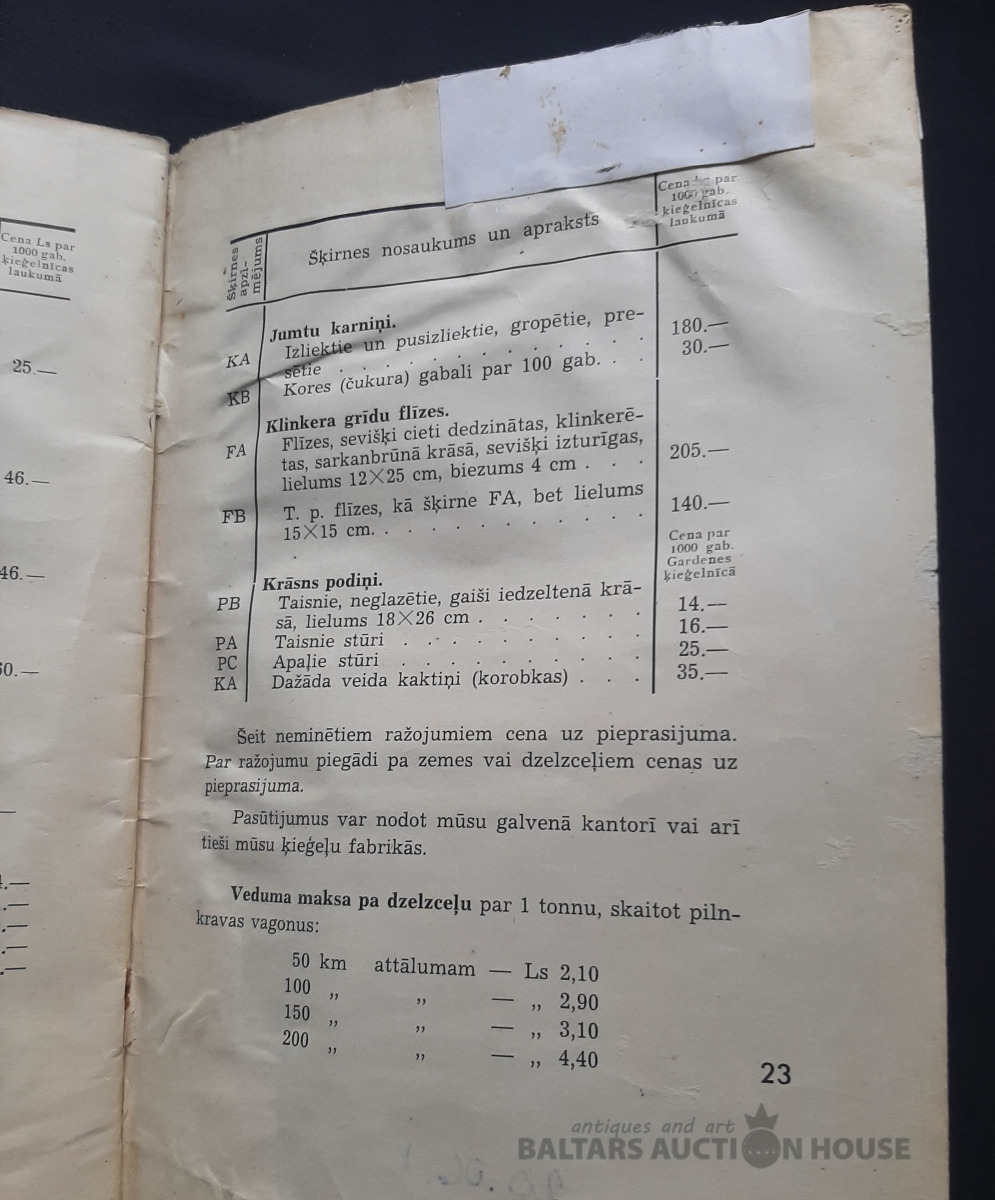 Cena Ls par
1000 gab.
ķieģelnīcas
laukumā
25.—
46.—
46.—
60.—
Šķirnes
apzī-
mējums
Šķirnes nosaukums un apraksts
Cena par
1000 gab.
ķieģelnīcas
laukumā
Jumtu karniņi.
KA Izliektie un pusizliektie, gropētie, pre-
sētie . . . . . . . . . . . 180.—
KB Kores (čukura) gabali par 100 gab. . . 30.—
Klinkera grīdu flīzes.
FA Flīzes, sevišķi cieti dedzinātas, klinkerē-
tas, sarkanbrūnā krāsā, sevišķi izturīgas,
lielums 12×25 cm, biezums 4 cm . . . 205.—
FB T. p. flīzes, kā šķirne FA, bet lielums
15×15 cm. . . . . . . . . . . 140.—
Cena par
1000 gab.
Gardenes
ķieģelnīcā
Krāsns podiņi.
PB Taisnie, neglazētie, gaiši iedzeltenā krā-
sā, lielums 18×26 cm . . . . . . . 14.—
PA Taisnie stūri . . . . . . . . . 16.—
PC Apaļie stūri . . . . . . . . . 25.—
KA Dažāda veida kaktiņi (korobkas) . . . 35.—
Šeit neminētiem ražojumiem cena uz pieprasijuma.
Par ražojumu piegādi pa zemes vai dzelzceļiem cenas uz
pieprasijuma.
Pasūtijumus var nodot mūsu galvenā kantorī vai arī
tieši mūsu ķieģeļu fabrikās.
Veduma maksa pa dzelzceļu par 1 tonnu, skaitot piln-
kravas vagonus:
50 km attālumam — Ls 2,10
100 „ „ — „ 2,90
150 „ „ — „ 3,10
200 „ „ — „ 4,40
23
antiques and art
BALTARS AUCTION HOUSE